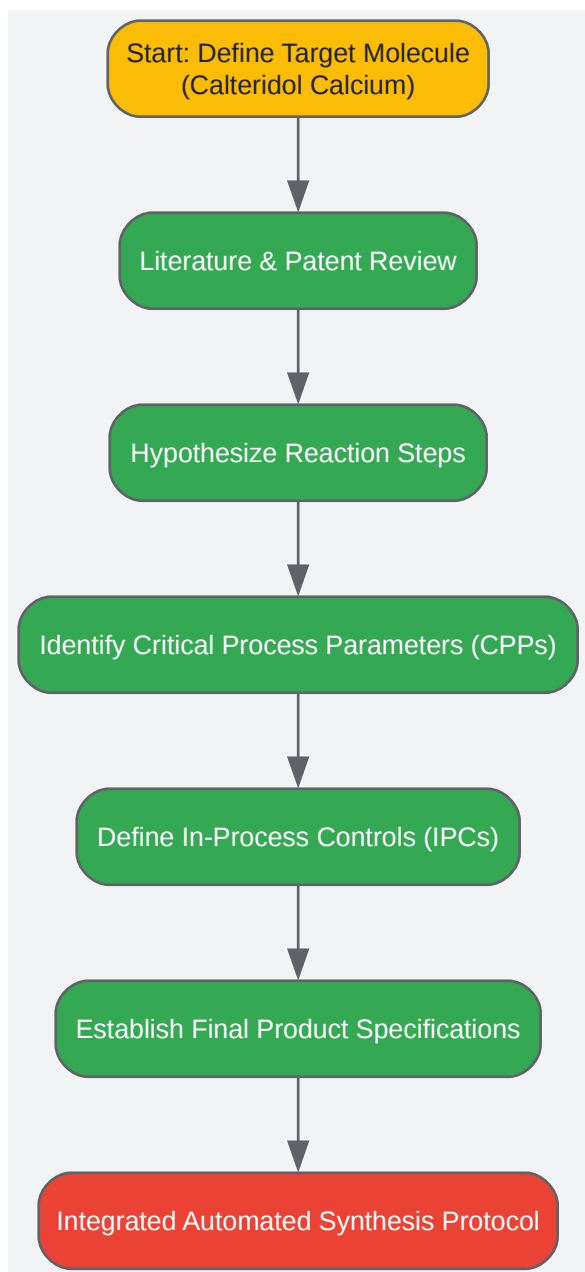 Start: Define Target Molecule
(Calteridol Calcium)
Literature & Patent Review
Hypothesize Reaction Steps
Identify Critical Process Parameters (CPPs)
Define In-Process Controls (IPCs)
Establish Final Product Specifications
Integrated Automated Synthesis Protocol